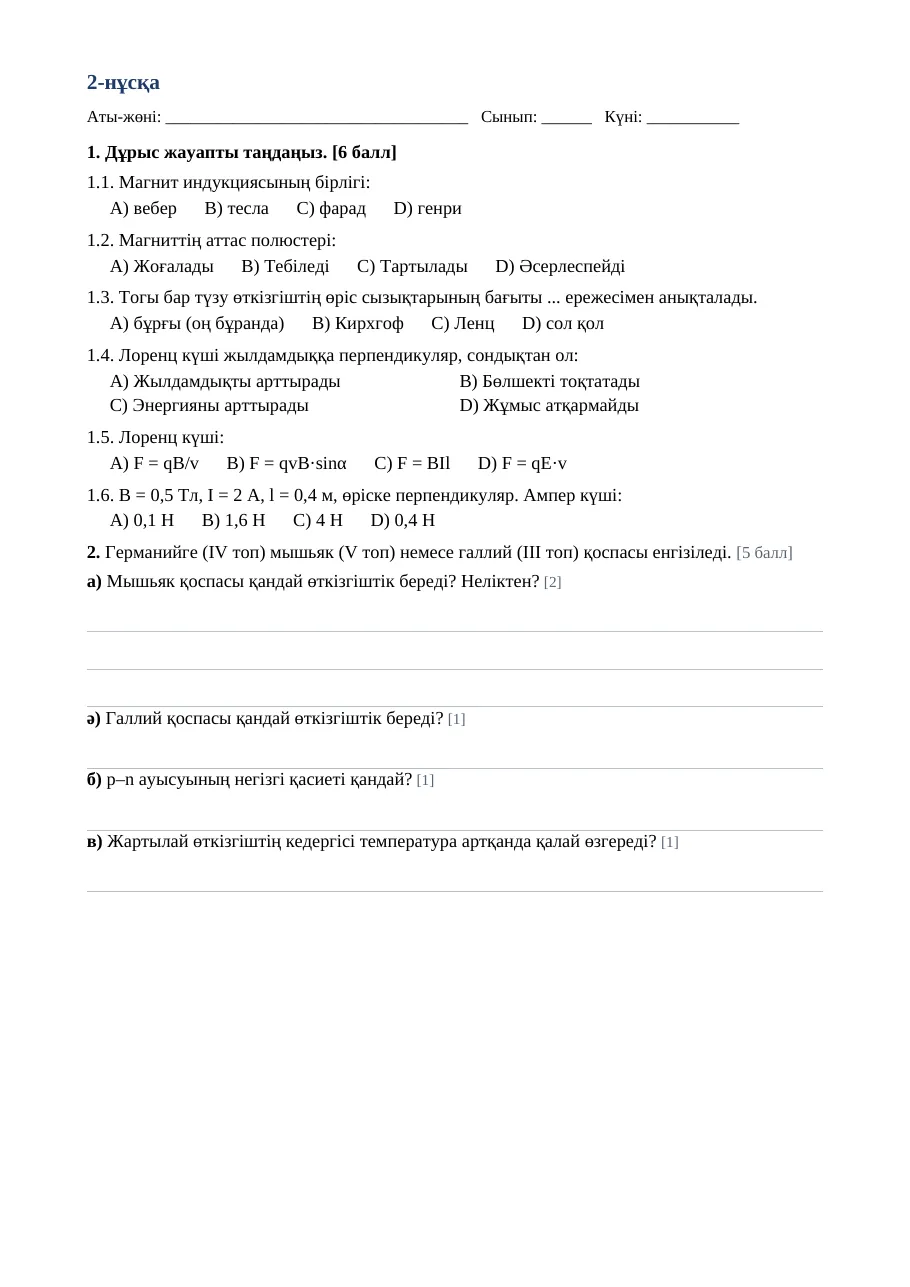 2-нұсқа
Аты-жөні: ____________________________________ Сынып: ______ Күні: ___________
1. Дұрыс жауапты таңдаңыз. [6 балл]
1.1. Магнит индукциясының бірлігі:
A) вебер B) тесла C) фарад D) генри
1.2. Магниттің аттас полюстері:
A) Жоғалады B) Тебіледі C) Тартылады D) Әсерлеспейді
1.3. Тогы бар түзу өткізгіштің өріс сызықтарының бағыты ... ережесімен анықталады.
A) бұрғы (оң бұранда) B) Кирхгоф C) Ленц D) сол қол
1.4. Лоренц күші жылдамдыққа перпендикуляр, сондықтан ол:
A) Жылдамдықты арттырады B) Бөлшекті тоқтатады
C) Энергияны арттырады D) Жұмыс атқармайды
1.5. Лоренц күші:
A) F = qB/v B) F = qvB·sinα C) F = BIl D) F = qE·v
1.6. B = 0,5 Тл, I = 2 А, l = 0,4 м, өріске перпендикуляр. Ампер күші:
A) 0,1 Н B) 1,6 Н C) 4 Н D) 0,4 Н
2. Германийге (IV топ) мышьяк (V топ) немесе галлий (III топ) қоспасы енгізіледі. [5 балл]
а) Мышьяк қоспасы қандай өткізгіштік береді? Неліктен? [2]
ә) Галлий қоспасы қандай өткізгіштік береді? [1]
б) p–n ауысуының негізгі қасиеті қандай? [1]
в) Жартылай өткізгіштің кедергісі температура артқанда қалай өзгереді? [1]